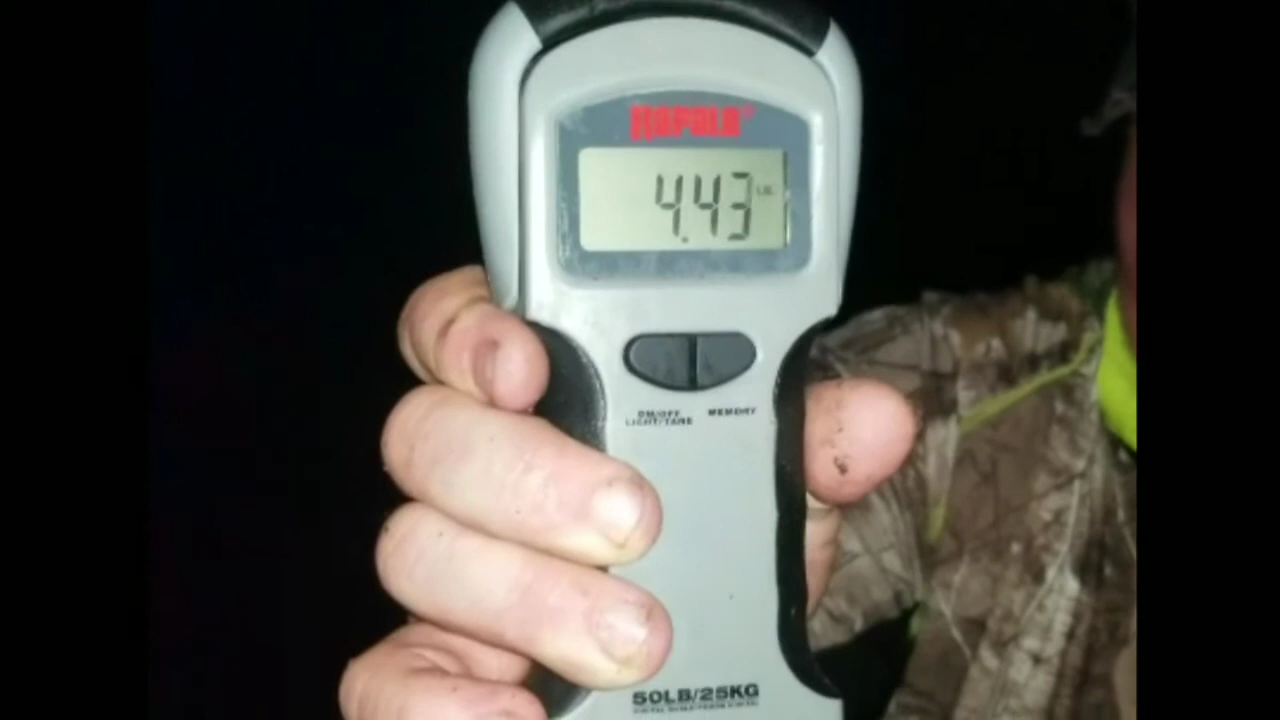 Rapala
4.43 LB.
ON/OFF MEMORY
LIGHT/TARE
50LB/25KG